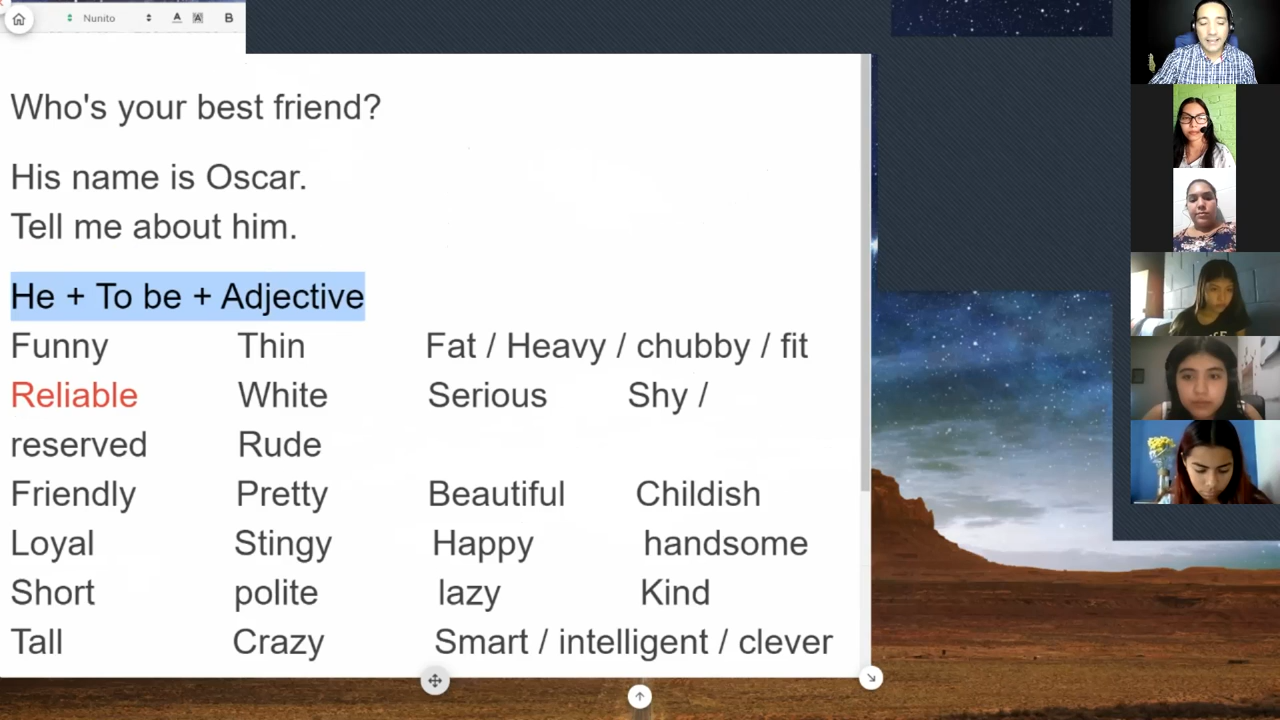 Nunito A A B
Who's your best friend?
His name is Oscar.
Tell me about him.
He + To be + Adjective
Funny Thin Fat / Heavy / chubby / fit
Reliable White Serious Shy /
reserved Rude
Friendly Pretty Beautiful Childish
Loyal Stingy Happy handsome
Short polite lazy Kind
Tall Crazy Smart / intelligent / clever